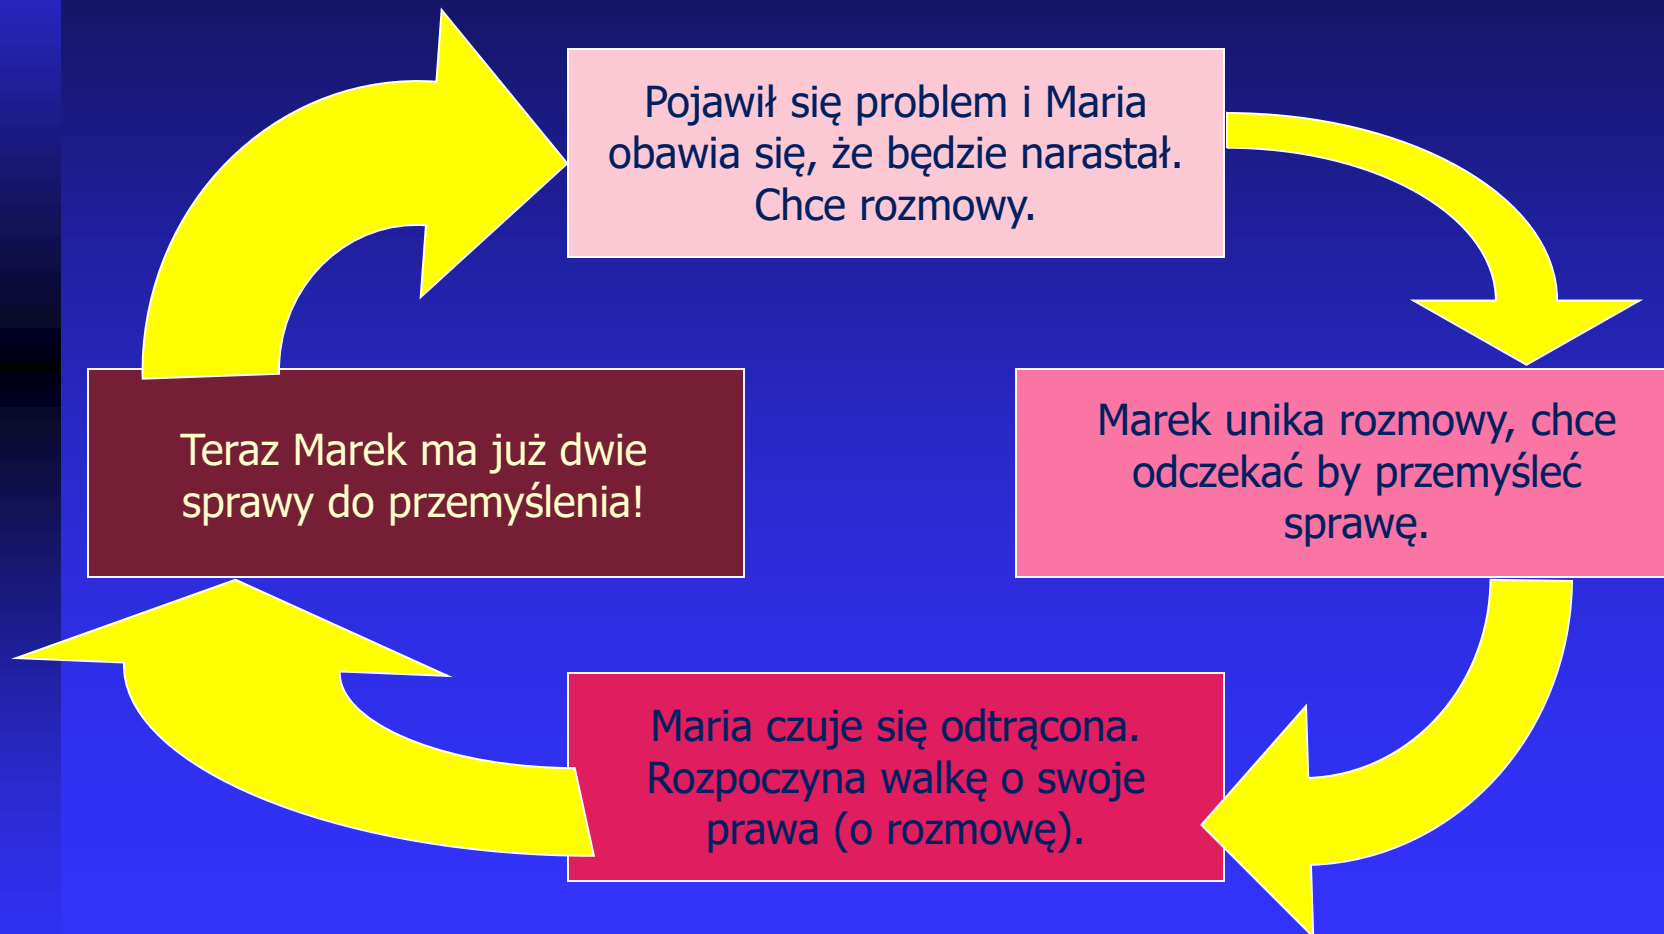 Pojawił się problem i Maria
obawia się, że będzie narastał.
Chce rozmowy.
Marek unika rozmowy, chce
odczekać by przemyśleć
sprawę.
Maria czuje się odtrącona.
Rozpoczyna walkę o swoje
prawa (o rozmowę).
Teraz Marek ma już dwie
sprawy do przemyślenia!